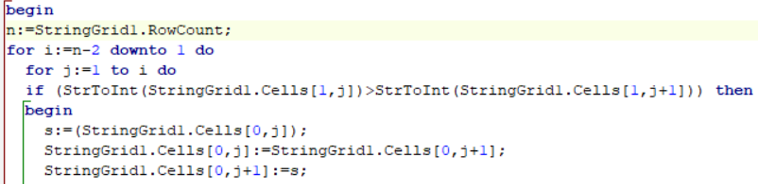 begin
n:=StringGrid1.RowCount;
for i:=n-2 downto 1 do
for j:=1 to i do
if (StrToInt(StringGrid1.Cells[1,j])>StrToInt(StringGrid1.Cells[1,j+1])) then
begin
s:=(StringGrid1.Cells[0,j]);
StringGrid1.Cells[0,j]:=StringGrid1.Cells[0,j+1];
StringGrid1.Cells[0,j+1]:=s;